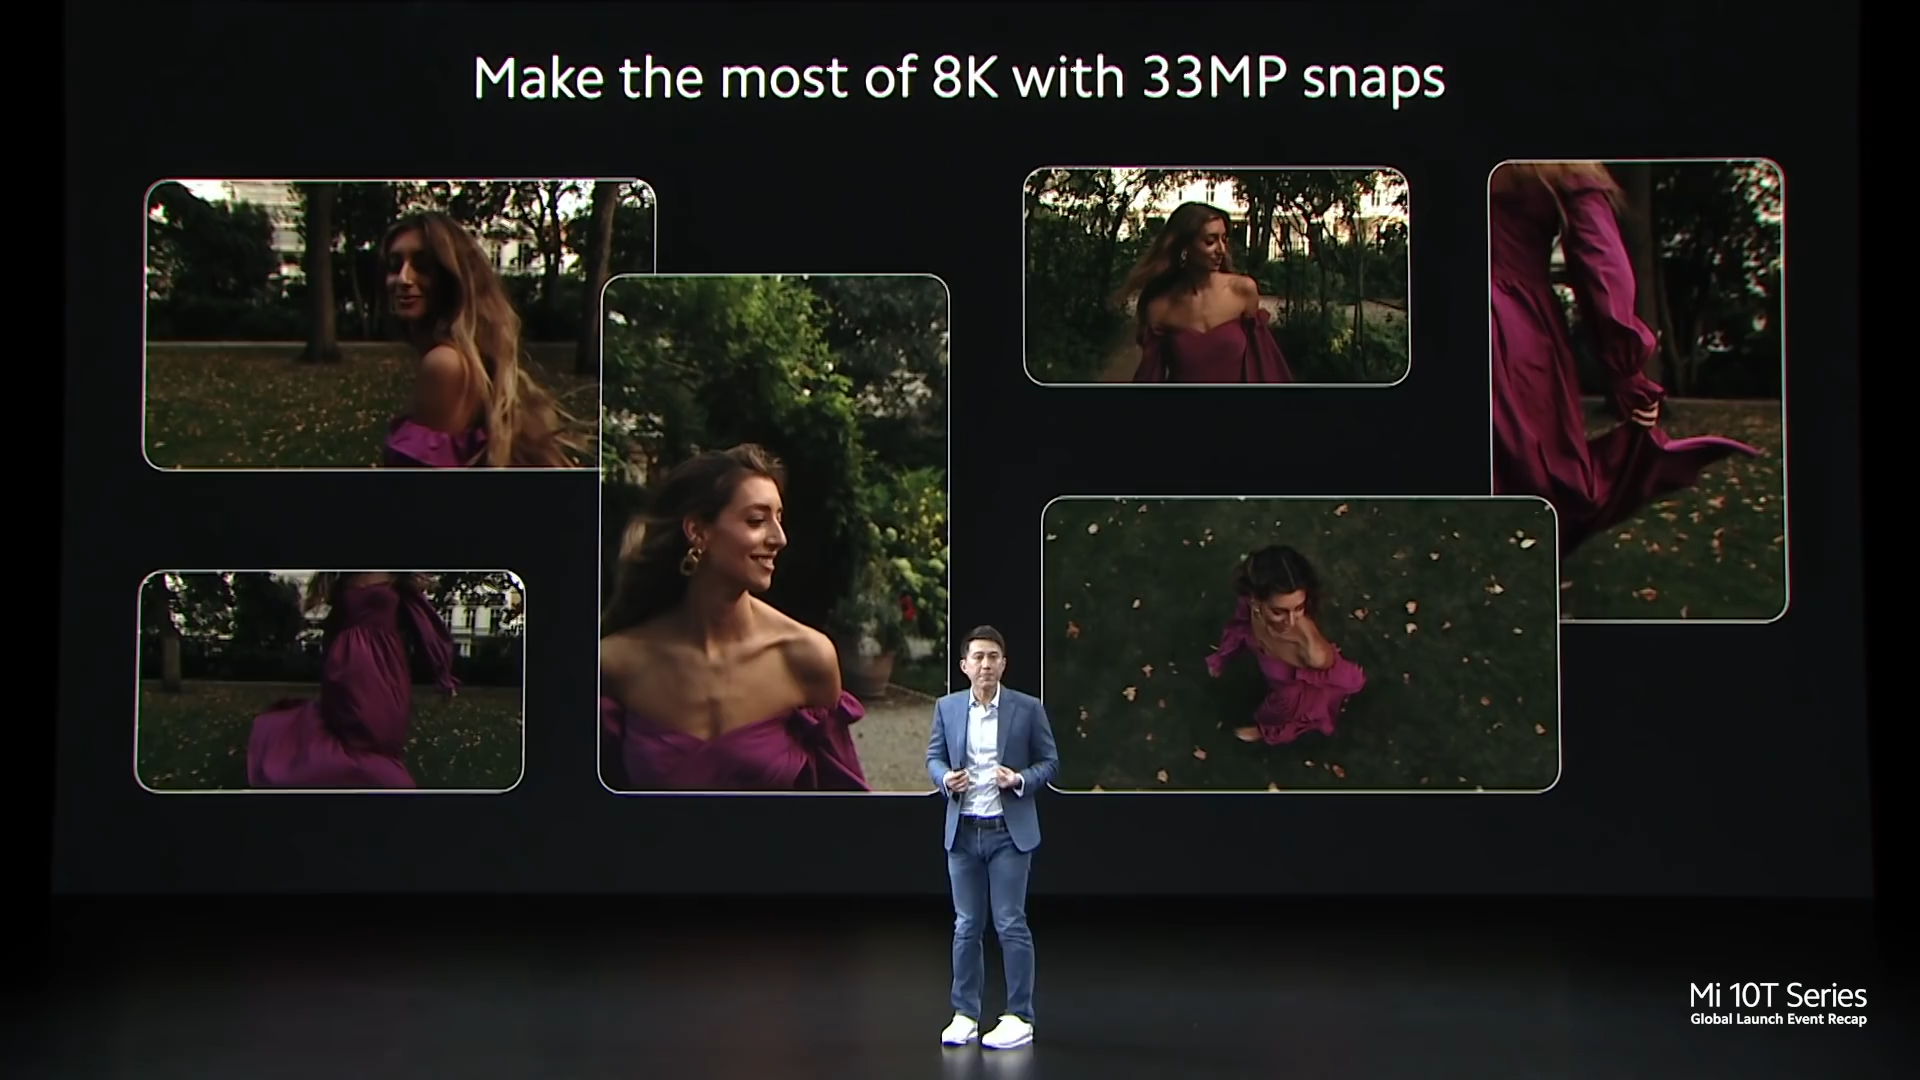 Make the most of 8K with 33MP snaps
Mi 10T Series
Global Launch Event Recap